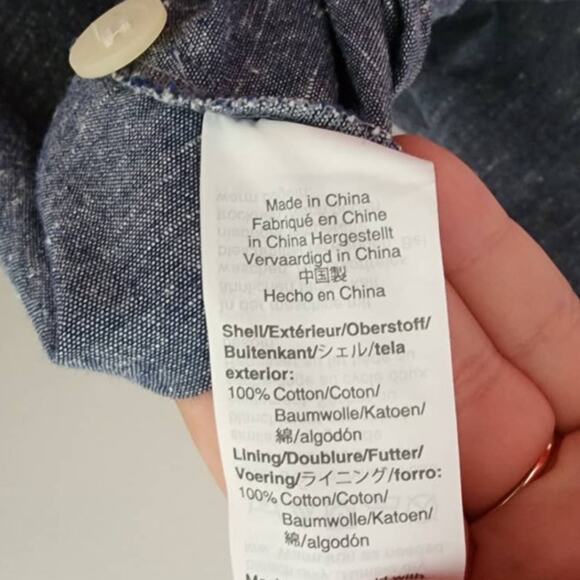 Made in China
Fabriqué en Chine
in China Hergestellt
Vervaardigd in China
中国製
Hecho en China
Shell/Extérieur/Oberstoff/
Buitenkant/シェル/tela
exterior:
100% Cotton/Coton/
Baumwolle/Katoen/
綿/algodón
Lining/Doublure/Futter/
Voering/ライニング/forro:
100% Cotton/Coton/
Baumwolle/Katoen/
綿/algodón